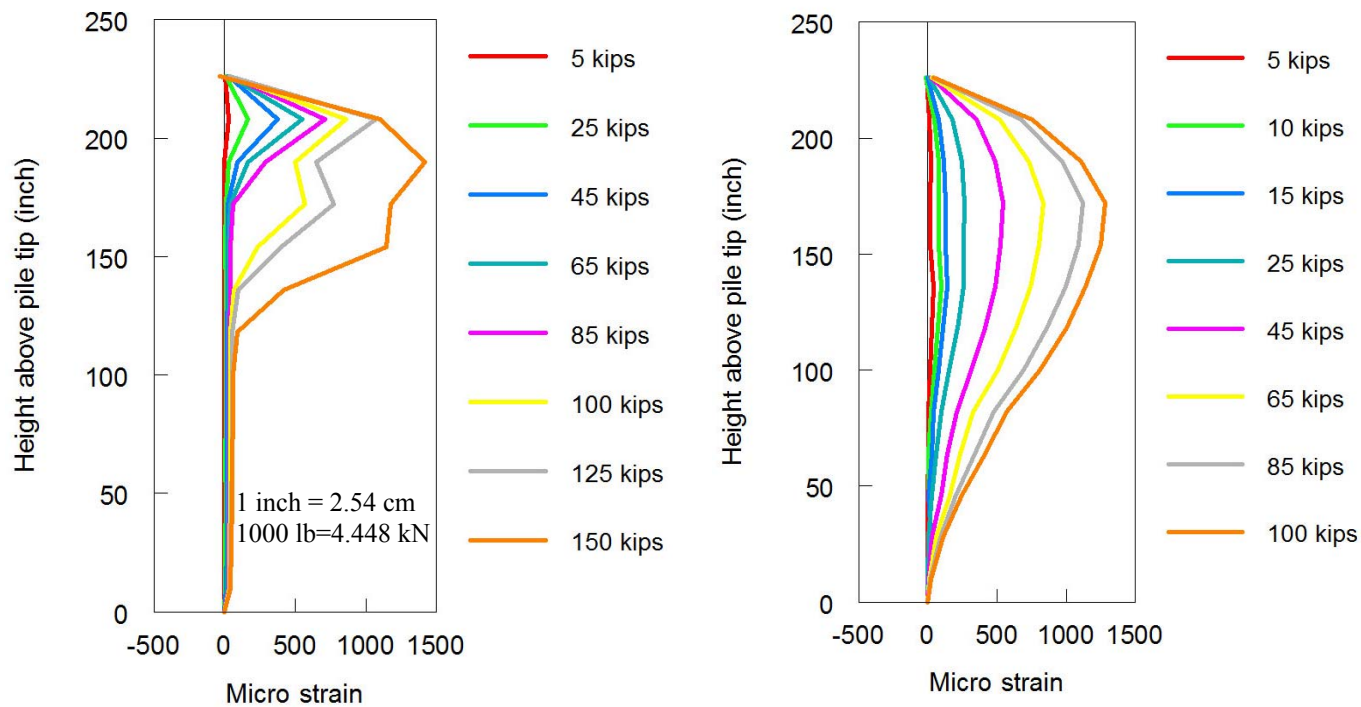 250
200
150
100
50
0
-500 0 500 1000 1500
Height above pile tip (inch)
Micro strain
1 inch = 2.54 cm
1000 lb=4.448 kN
5 kips
25 kips
45 kips
65 kips
85 kips
100 kips
125 kips
150 kips
250
200
150
100
50
0
-500 0 500 1000 1500
Height above pile tip (inch)
Micro strain
5 kips
10 kips
15 kips
25 kips
45 kips
65 kips
85 kips
100 kips